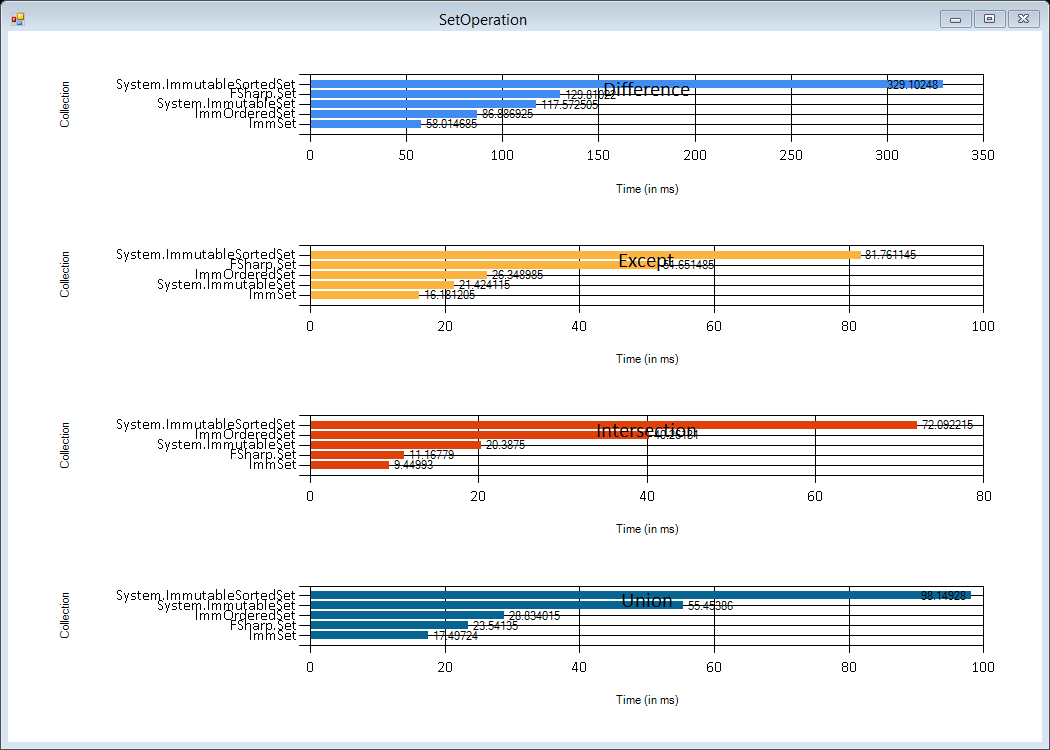 SetOperation
Difference
Collection
System.ImmutableSortedSet 329.10248
FSharp.Set
System.ImmutableSet 117.572505
ImmOrderedSet 86.886925
ImmSet 58.014685
0 50 100 150 200 250 300 350
Time (in ms)
Except
Collection
System.ImmutableSortedSet 81.761145
FSharp.Set 51.651485
ImmOrderedSet 26.348985
System.ImmutableSet 21.424115
ImmSet 16.181205
0 20 40 60 80 100
Time (in ms)
Intersection
Collection
System.ImmutableSortedSet 72.092215
ImmOrderedSet
System.ImmutableSet 20.3875
FSharp.Set 11.16779
ImmSet 9.44993
0 20 40 60 80
Time (in ms)
Union
Collection
System.ImmutableSortedSet 98.14928
System.ImmutableSet 55.45386
ImmOrderedSet 28.834015
FSharp.Set 23.54135
ImmSet 17.49724
0 20 40 60 80 100
Time (in ms)